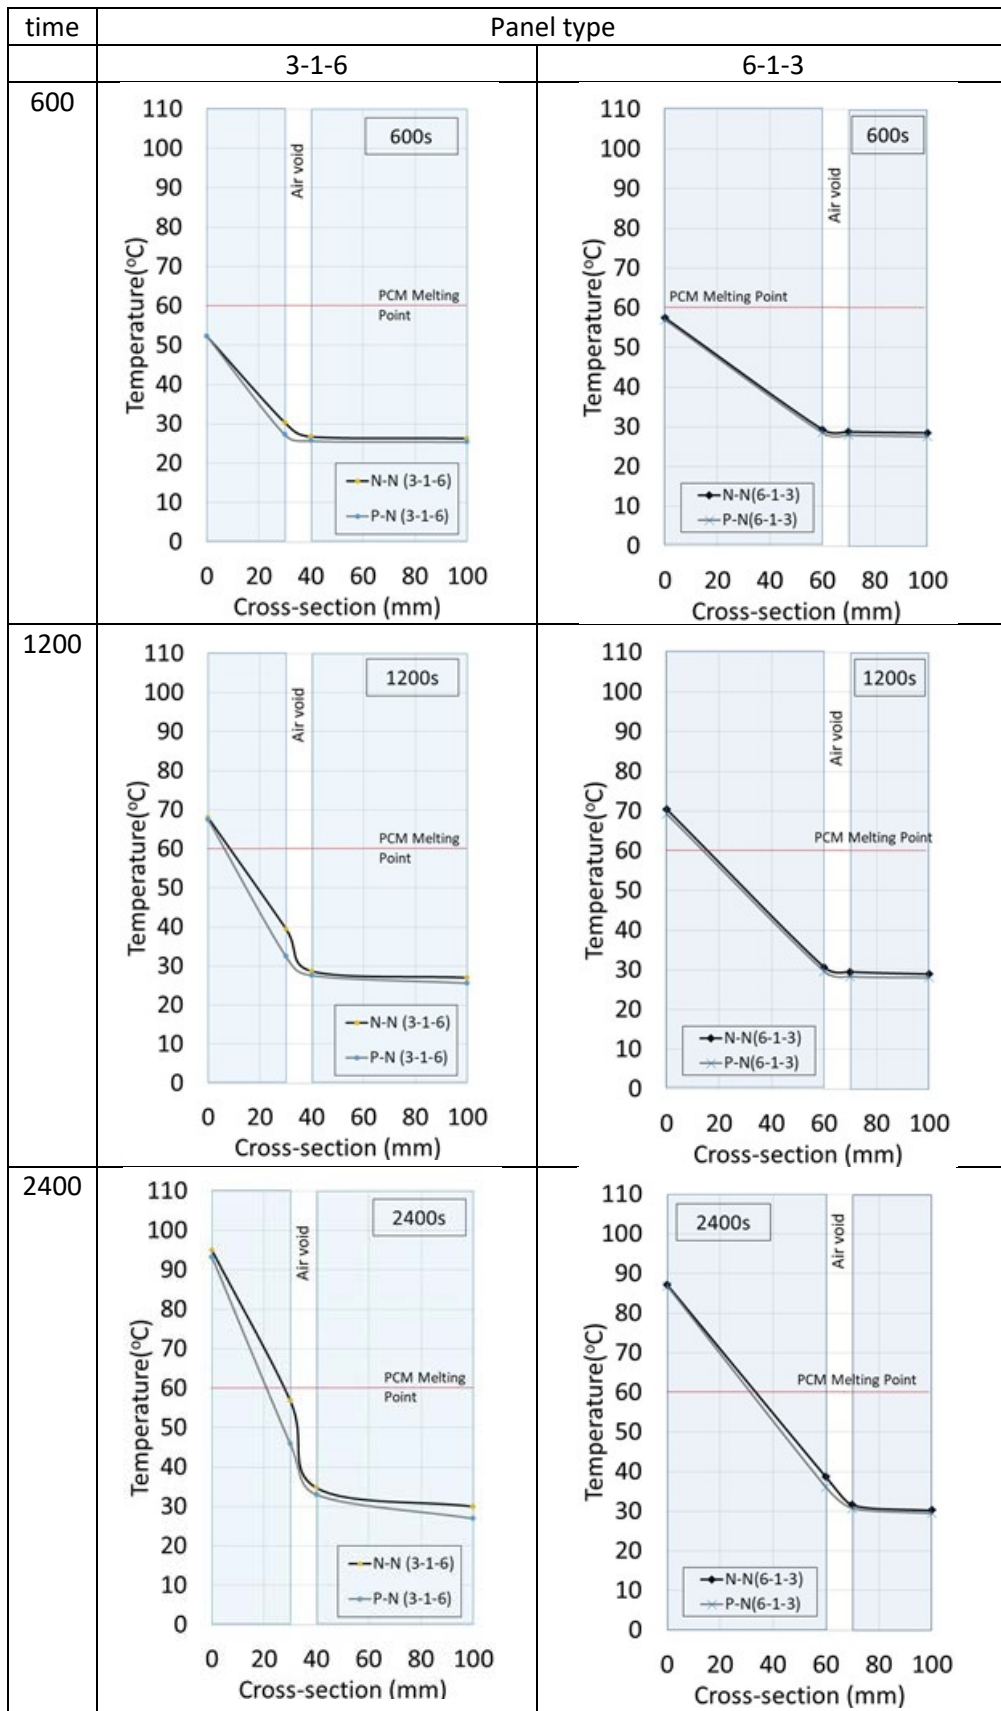 time
Panel type
3-1-6
6-1-3
600
110
100
90
80
70
60
50
40
30
20
10
0
Temperature(ºC)
600s
Air void
PCM Melting
Point
N-N (3-1-6)
P-N (3-1-6)
0 20 40 60 80 100
Cross-section (mm)
110
100
90
80
70
60
50
40
30
20
10
0
Temperature(ºC)
600s
Air void
PCM Melting Point
N-N(6-1-3)
P-N(6-1-3)
0 20 40 60 80 100
Cross-section (mm)
1200
110
100
90
80
70
60
50
40
30
20
10
0
Temperature(ºC)
1200s
Air void
PCM Melting
Point
N-N (3-1-6)
P-N (3-1-6)
0 20 40 60 80 100
Cross-section (mm)
110
100
90
80
70
60
50
40
30
20
10
0
Temperature(ºC)
1200s
Air void
PCM Melting Point
N-N(6-1-3)
P-N(6-1-3)
0 20 40 60 80 100
Cross-section (mm)
2400
110
100
90
80
70
60
50
40
30
20
10
0
Temperature(ºC)
2400s
Air void
PCM Melting
Point
N-N (3-1-6)
P-N (3-1-6)
0 20 40 60 80 100
Cross-section (mm)
110
100
90
80
70
60
50
40
30
20
10
0
Temperature(ºC)
2400s
Air void
PCM Melting Point
N-N(6-1-3)
P-N(6-1-3)
0 20 40 60 80 100
Cross-section (mm)